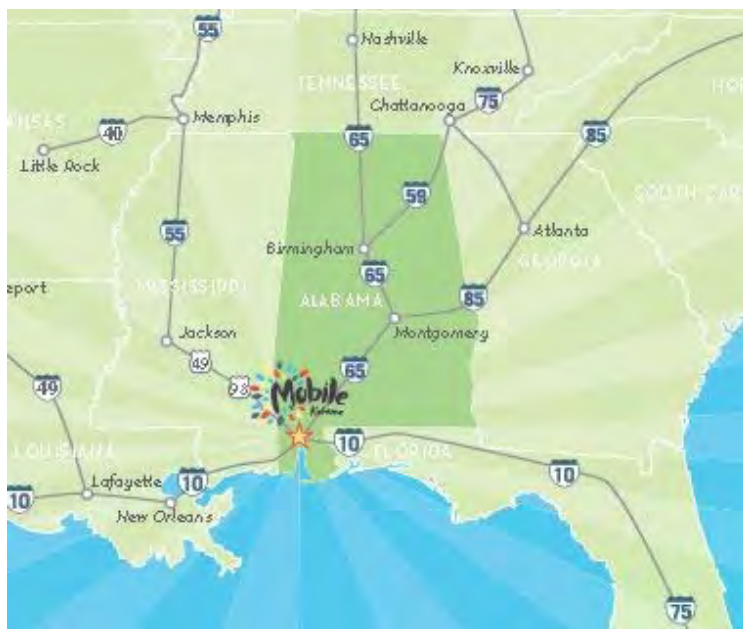 55
Nashville
TENNESSEE
Knoxville
Chattanooga
75
ANSAS
40
Memphis
65
85
Little Rock
59
SOUTH CAR
55
Birmingham
Atlanta
GEORGIA
65
MISSISSIPPI
ALABAMA
85
eport
Montgomery
Jackson
49
65
49
98
Mobile
10
LOUISIANA
FLORIDA
10
10
Lafayette
10
New Orleans
75